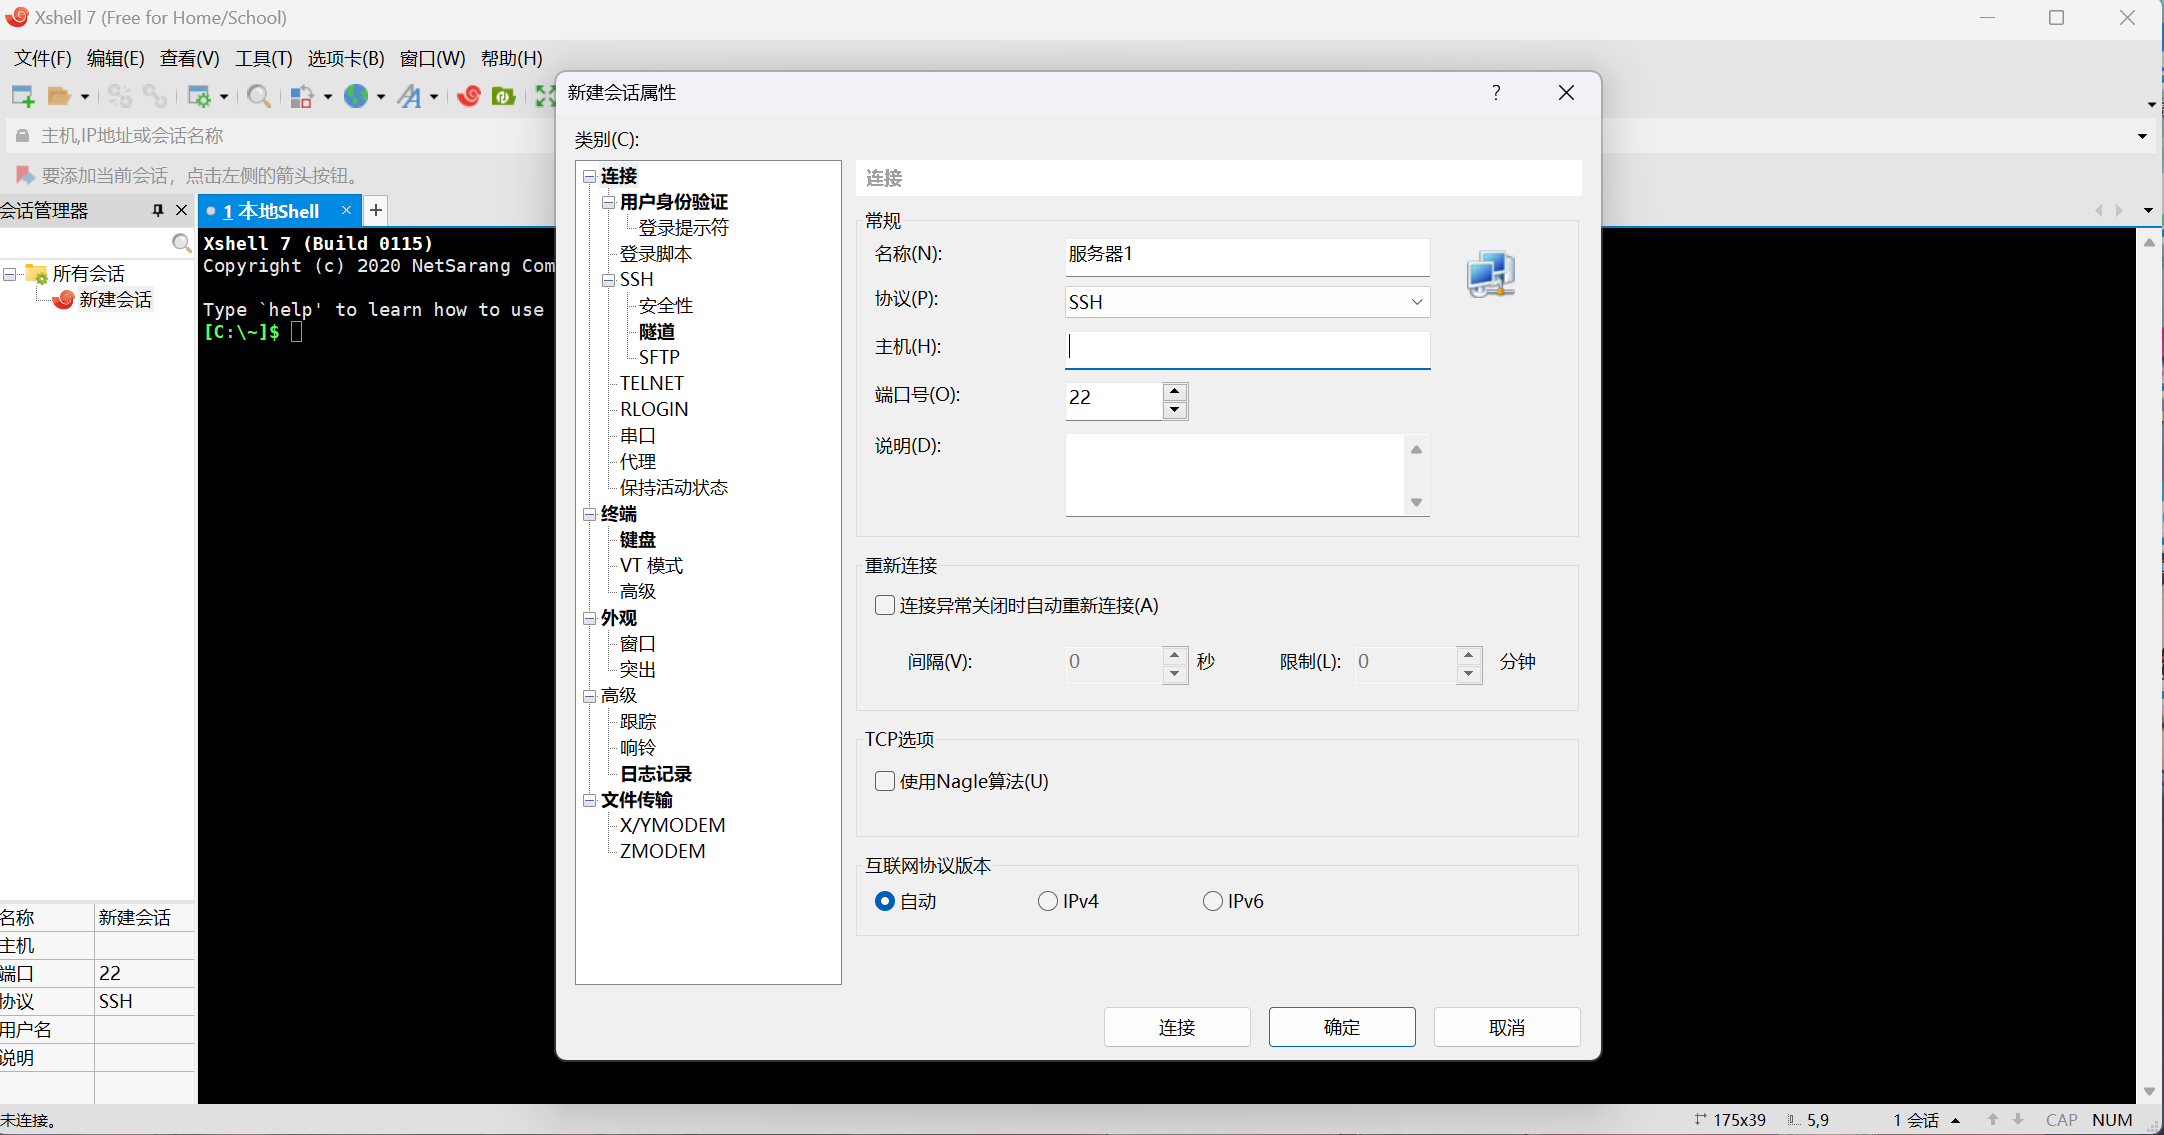 Xshell 7 (Free for Home/School)
文件(F) 编辑(E) 查看(V) 工具(T) 选项卡(B) 窗口(W) 帮助(H)
主机,IP地址或会话名称
要添加当前会话，点击左侧的箭头按钮。
会话管理器
1 本地Shell
所有会话
新建会话
Xshell 7 (Build 0115)
Copyright (c) 2020 NetSarang Com
Type `help' to learn how to use
[C:\~]$
名称 新建会话
主机
端口 22
协议 SSH
用户名
说明
未连接。
新建会话属性
?
类别(C):
连接
用户身份验证
登录提示符
登录脚本
SSH
安全性
隧道
SFTP
TELNET
RLOGIN
串口
代理
保持活动状态
终端
键盘
VT 模式
高级
外观
窗口
突出
高级
跟踪
响铃
日志记录
文件传输
X/YMODEM
ZMODEM
连接
常规
名称(N): 服务器1
协议(P): SSH
主机(H):
端口号(O): 22
说明(D):
重新连接
连接异常关闭时自动重新连接(A)
间隔(V): 0 秒 限制(L): 0 分钟
TCP选项
使用Nagle算法(U)
互联网协议版本
自动 IPv4 IPv6
连接 确定 取消
175x39 5,9 1 会话 CAP NUM